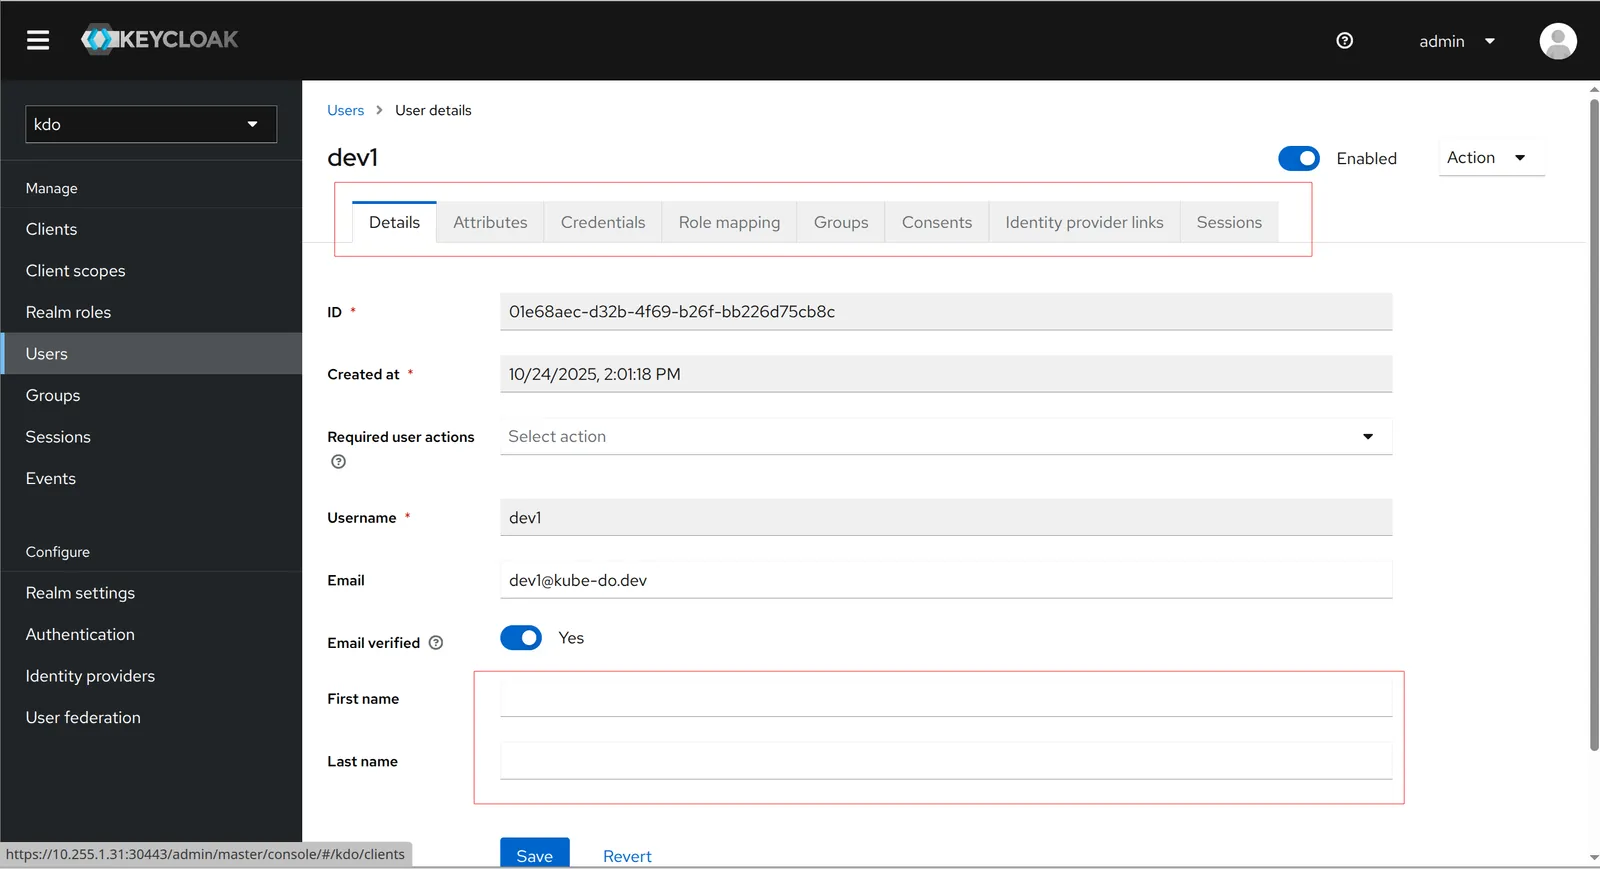 KEYCLOAK
admin
kdo
Manage
Clients
Client scopes
Realm roles
Users
Groups
Sessions
Events
Configure
Realm settings
Authentication
Identity providers
User federation
https://10.255.1.31:30443/admin/master/console/#/kdo/clients
Users > User details
dev1
Enabled
Action
Details Attributes Credentials Role mapping Groups Consents Identity provider links Sessions
ID * 01e68aec-d32b-4f69-b26f-bb226d75cb8c
Created at * 10/24/2025, 2:01:18 PM
Required user actions Select action
Username * dev1
Email dev1@kube-do.dev
Email verified Yes
First name
Last name
Save Revert